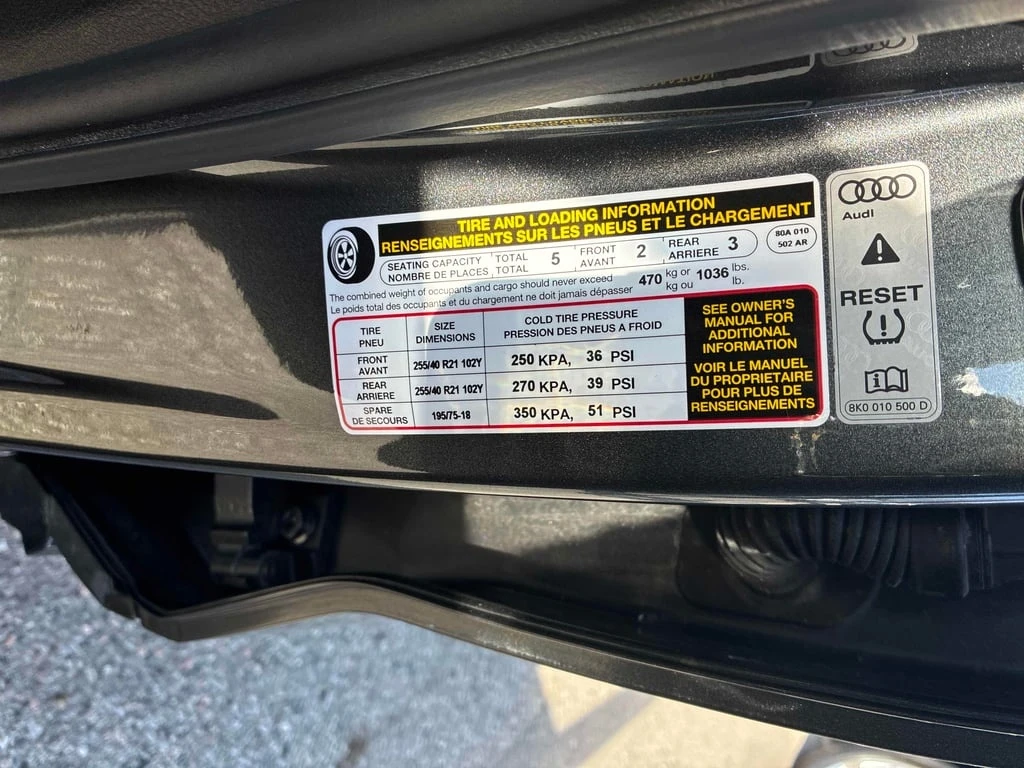 TIRE AND LOADING INFORMATION
RENSEIGNEMENTS SUR LES PNEUS ET LE CHARGEMENT
SEATING CAPACITY TOTAL 5 FRONT 2 REAR 3
NOMBRE DE PLACES TOTAL AVANT ARRIERE
80A 010
502 AR
The combined weight of occupants and cargo should never exceed 470 kg or 1036 lbs.
Le poids total des occupants et du chargement ne doit jamais dépasser kg ou lb.
TIRE SIZE COLD TIRE PRESSURE
PNEU DIMENSIONS PRESSION DES PNEUS A FROID
FRONT
AVANT 255/40 R21 102Y 250 KPA, 36 PSI
REAR
ARRIERE 255/40 R21 102Y 270 KPA, 39 PSI
SPARE
DE SECOURS 195/75-18 350 KPA, 51 PSI
SEE OWNER'S
MANUAL FOR
ADDITIONAL
INFORMATION
VOIR LE MANUEL
DU PROPRIETAIRE
POUR PLUS DE
RENSEIGNEMENTS
Audi
RESET
8K0 010 500 D